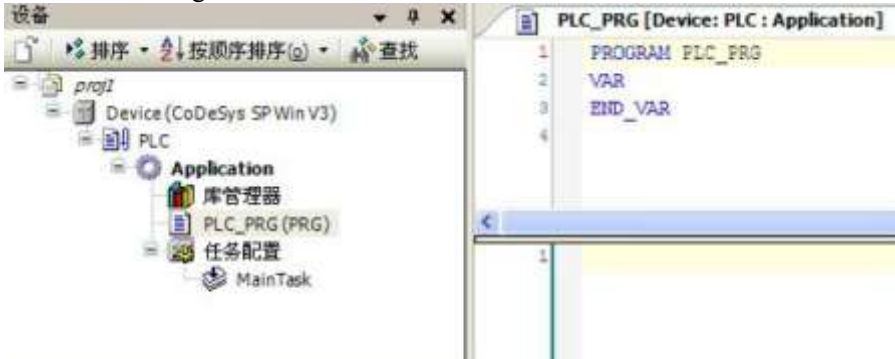 设备
排序 按顺序排序(o) 查找
proj1
Device (CoDeSys SP Win V3)
PLC
Application
库管理器
PLC_PRG (PRG)
任务配置
MainTask
PLC_PRG [Device: PLC : Application]
1 PROGRAM PLC_PRG
2 VAR
3 END_VAR
4
1